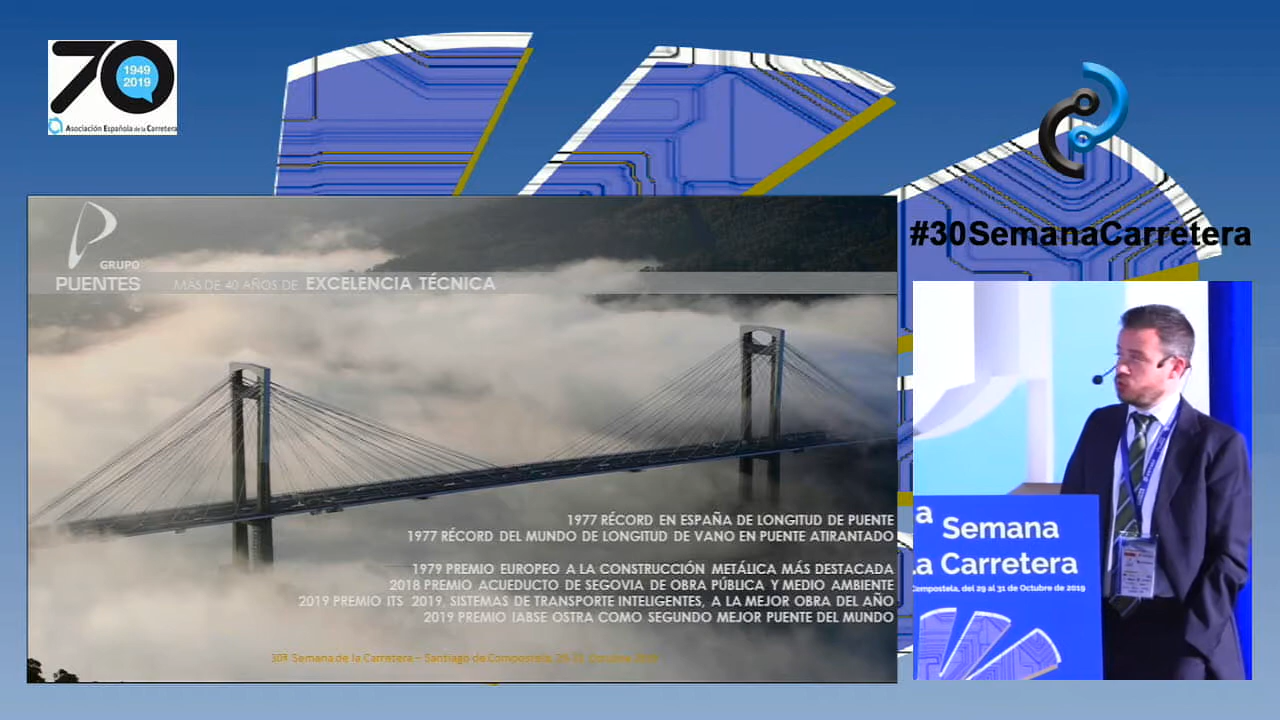 70
1949
2019
Asociación Española de la Carretera
#30SemanaCarretera
GRUPO
PUENTES
MÁS DE 40 AÑOS DE EXCELENCIA TÉCNICA
1977 RÉCORD EN ESPAÑA DE LONGITUD DE PUENTE
1977 RÉCORD DEL MUNDO DE LONGITUD DE VANO EN PUENTE ATIRANTADO
1979 PREMIO EUROPEO A LA CONSTRUCCIÓN METÁLICA MÁS DESTACADA
2018 PREMIO ACUEDUCTO DE SEGOVIA DE OBRA PÚBLICA Y MEDIO AMBIENTE
2019 PREMIO ITS 2019, SISTEMAS DE TRANSPORTE INTELIGENTES, A LA MEJOR OBRA DEL AÑO
2019 PREMIO IABSE OSTRA COMO SEGUNDO MEJOR PUENTE DEL MUNDO
Semana de la Carretera – Santiago de Compostela,
a Semana
la Carretera
Compostela, del 29 al 31 de Octubre de 2019